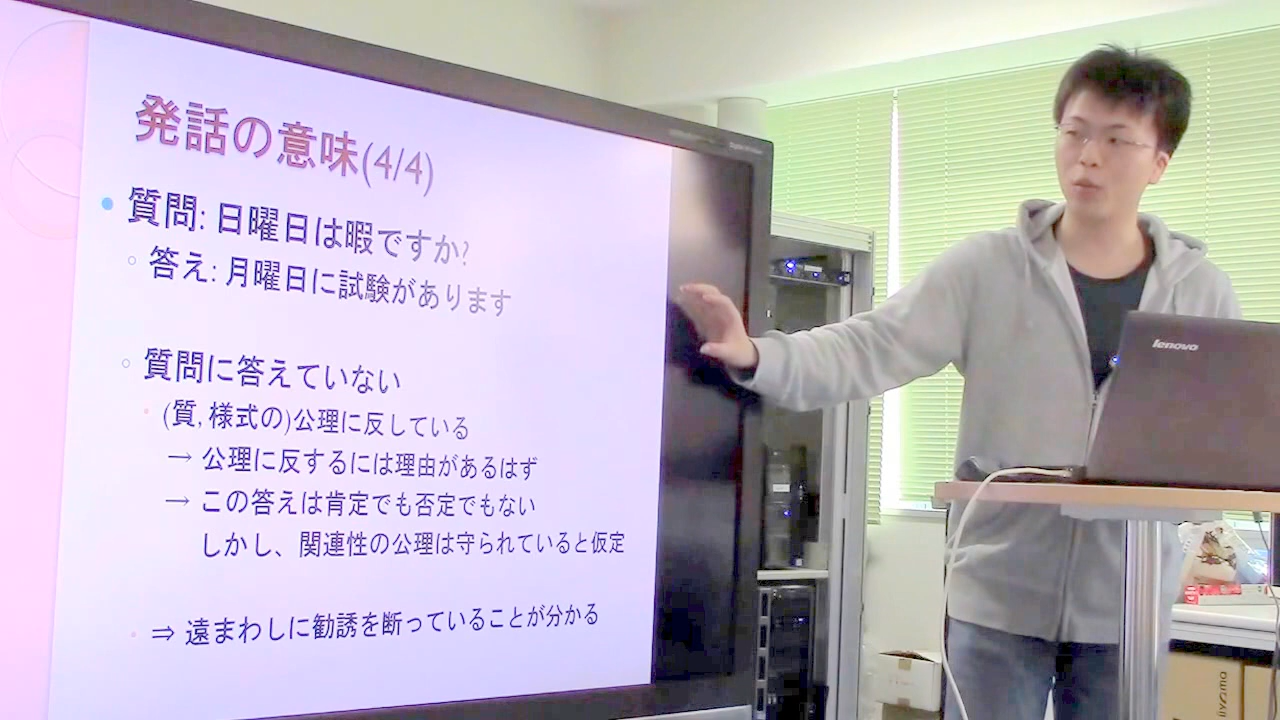 発話の意味(4/4)
質問: 日曜日は暇ですか?
答え: 月曜日に試験があります
質問に答えていない
(質, 様式の)公理に反している
→ 公理に反するには理由があるはず
→ この答えは肯定でも否定でもない
しかし、関連性の公理は守られていると仮定
⇒ 遠まわしに勧誘を断っていることが分かる
lenovo